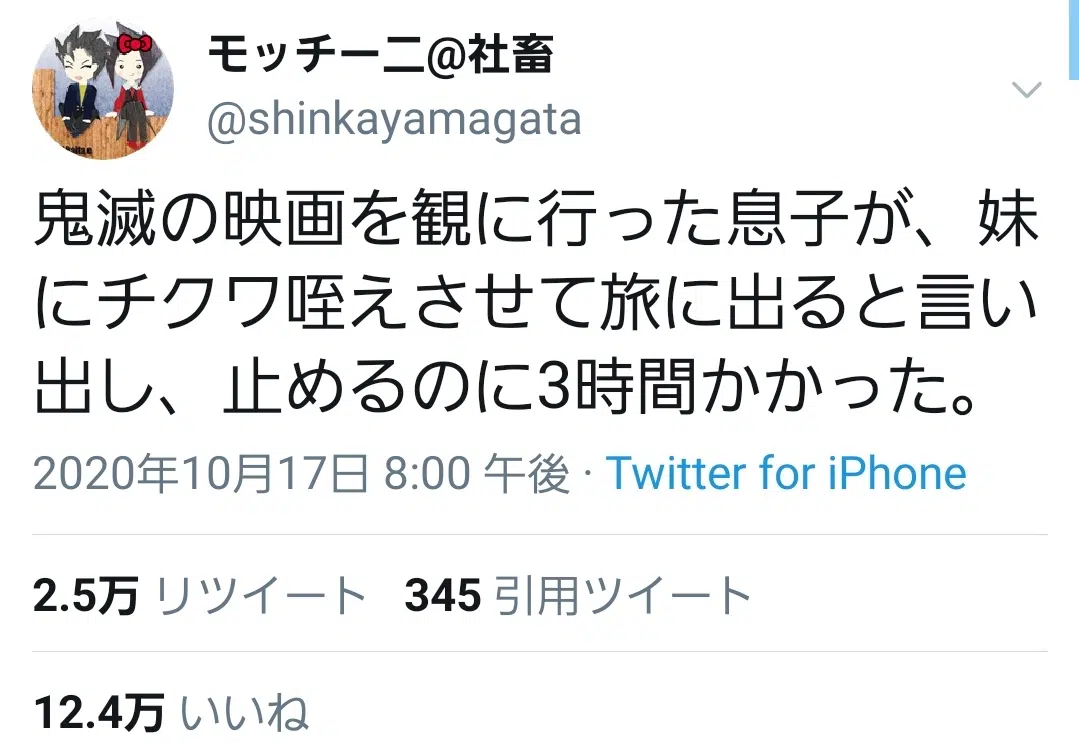 モッチー二@社畜
@shinkayamagata
鬼滅の映画を観に行った息子が、妹
にチクワ咥えさせて旅に出ると言い
出し、止めるのに3時間かかった。
2020年10月17日 8:00 午後 · Twitter for iPhone
2.5万 リツイート 345 引用ツイート
12.4万 いいね